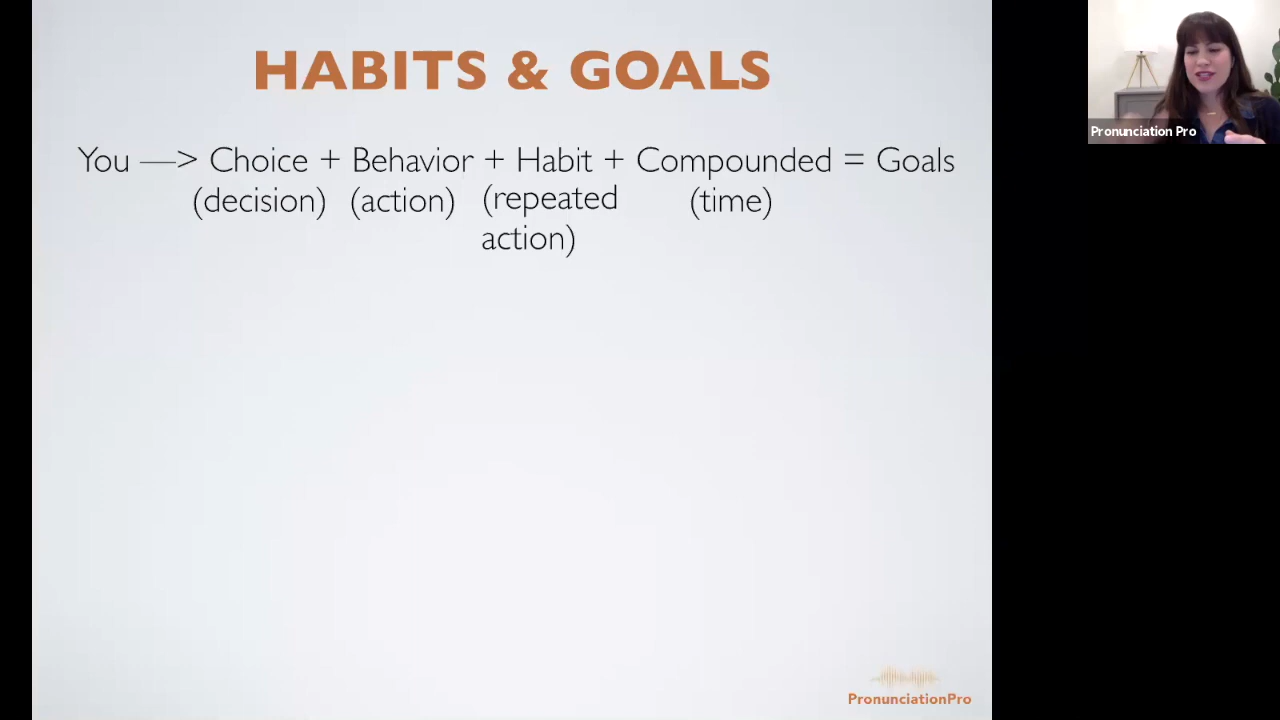 HABITS & GOALS
You —> Choice + Behavior + Habit + Compounded = Goals
(decision) (action) (repeated action) (time)
PronunciationPro
Pronunciation Pro